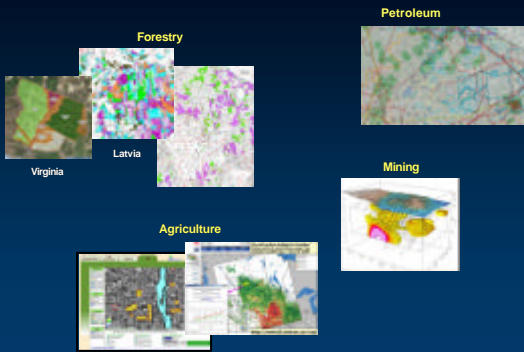 Petroleum
Forestry
Latvia
Virginia
Mining
Agriculture